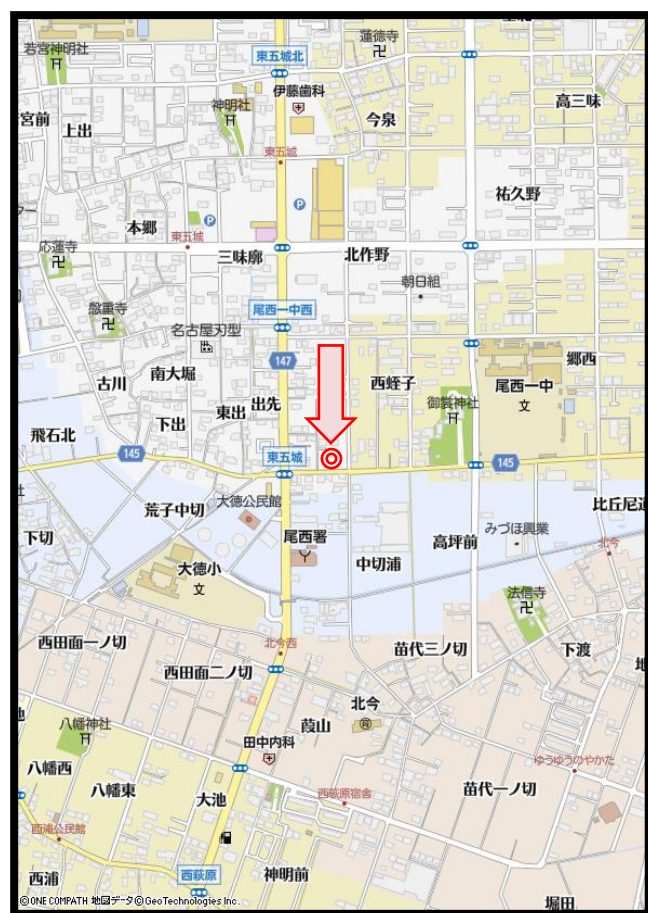 若宮神明社
蓮徳寺
東五城北
伊藤歯科
高三味
神明社
宮前
上出
今泉
東五城
祐久野
本郷
ター
東五城
応蓮寺
三味廓
北作野
朝日組
盤重寺
尾西一中西
名古屋刃型
147
郷西
古川
南大堀
西蛭子
尾西一中
東出
出先
御裳神社
下出
飛石北
145
東五城
145
荒子中切
大徳公民館
比丘尼道
下切
尾西署
高坪前
みづほ興業
北今
大徳小
中切浦
法信寺
西田面一ノ切
北今西
苗代三ノ切
下渡
西田面二ノ切
北今
八幡神社
葭山
田中内科
ゆうゆうのやかた
八幡西
八幡東
大池
西萩原宿舎
苗代一ノ切
西浦公民館
西浦
西萩原
神明前
堀田
©ONE COMPATH 地図データ©GeoTechnologies Inc.